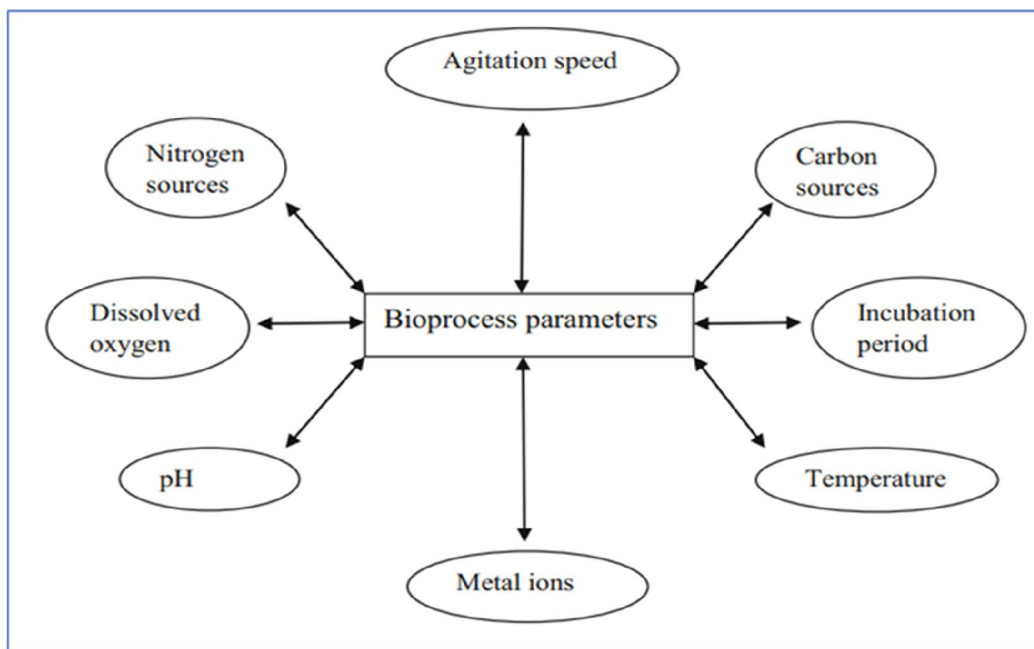 Agitation speed
Nitrogen
sources
Carbon
sources
Dissolved
oxygen
Bioprocess parameters
Incubation
period
pH
Temperature
Metal ions